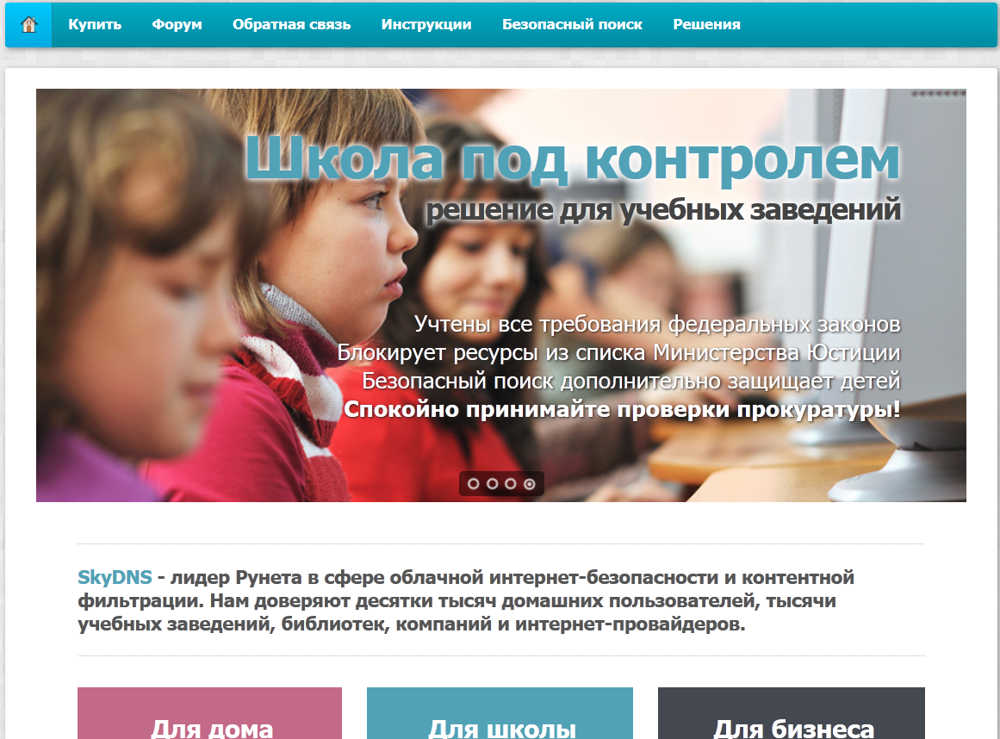 Купить Форум Обратная связь Инструкции Безопасный поиск Решения
Школа под контролем
решение для учебных заведений
Учтены все требования федеральных законов
Блокирует ресурсы из списка Министерства Юстиции
Безопасный поиск дополнительно защищает детей
Спокойно принимайте проверки прокуратуры!
SkyDNS - лидер Рунета в сфере облачной интернет-безопасности и контентной
фильтрации. Нам доверяют десятки тысяч домашних пользователей, тысячи
учебных заведений, библиотек, компаний и интернет-провайдеров.
Для дома Для школы Для бизнеса